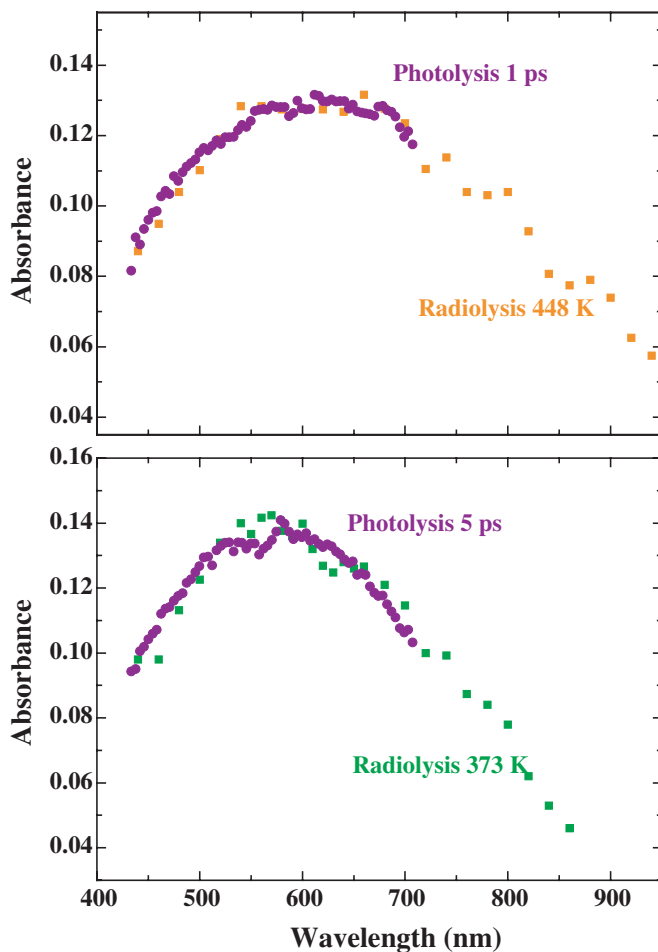 Photolysis 1 ps
0.14
0.12
0.10
0.08
0.06
0.04
Absorbance
Radiolysis 448 K
0.16
0.14
0.12
0.10
0.08
0.06
0.04
Absorbance
Photolysis 5 ps
Radiolysis 373 K
400 500 600 700 800 900
Wavelength (nm)